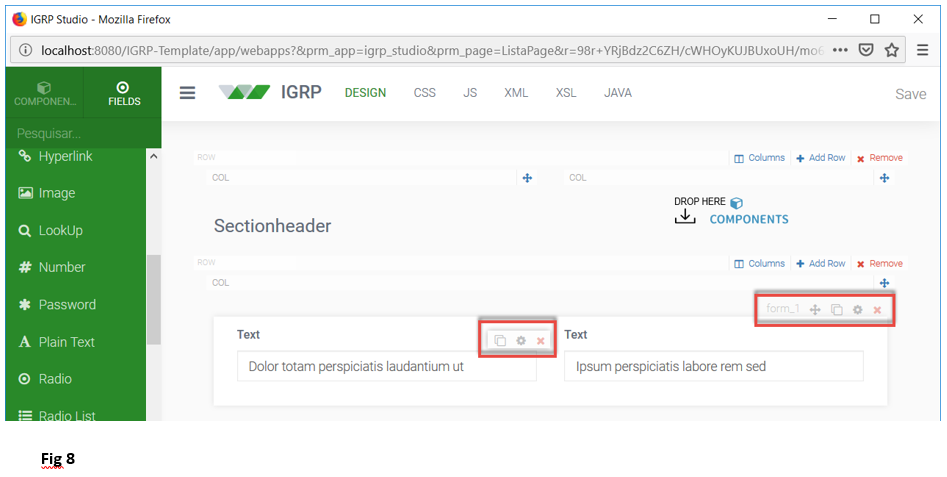 IGRP Studio - Mozilla Firefox
localhost:8080/IGRP-Template/app/webapps?&prm_app=igrp_studio&prm_page=ListaPage&r=98r+YRjBdz2C6ZH/cWHOyKUJBUxoUH/mo6
COMPONEN... FIELDS
IGRP DESIGN CSS JS XML XSL JAVA Save
Pesquisar...
Hyperlink
Image
LookUp
Number
Password
Plain Text
Radio
Radio List
ROW Columns Add Row Remove
COL COL
DROP HERE
COMPONENTS
Sectionheader
ROW Columns Add Row Remove
COL
form_1
Text Text
Dolor totam perspiciatis laudantium ut Ipsum perspiciatis labore rem sed
Fig 8